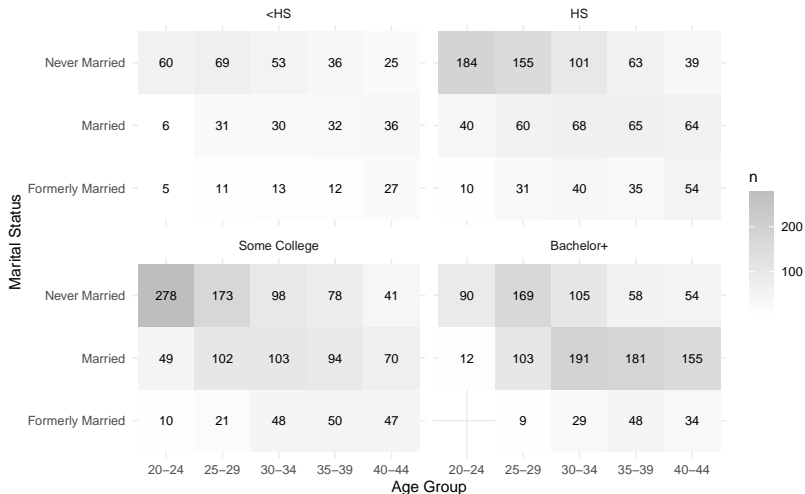 <HS
HS
Never Married 60 69 53 36 25 184 155 101 63 39
Married 6 31 30 32 36 40 60 68 65 64
Formerly Married 5 11 13 12 27 10 31 40 35 54
Some College
Bachelor+
Never Married 278 173 98 78 41 90 169 105 58 54
Married 49 102 103 94 70 12 103 191 181 155
Formerly Married 10 21 48 50 47 9 29 48 34
20–24 25–29 30–34 35–39 40–44 20–24 25–29 30–34 35–39 40–44
Age Group
Marital Status
n
200
100